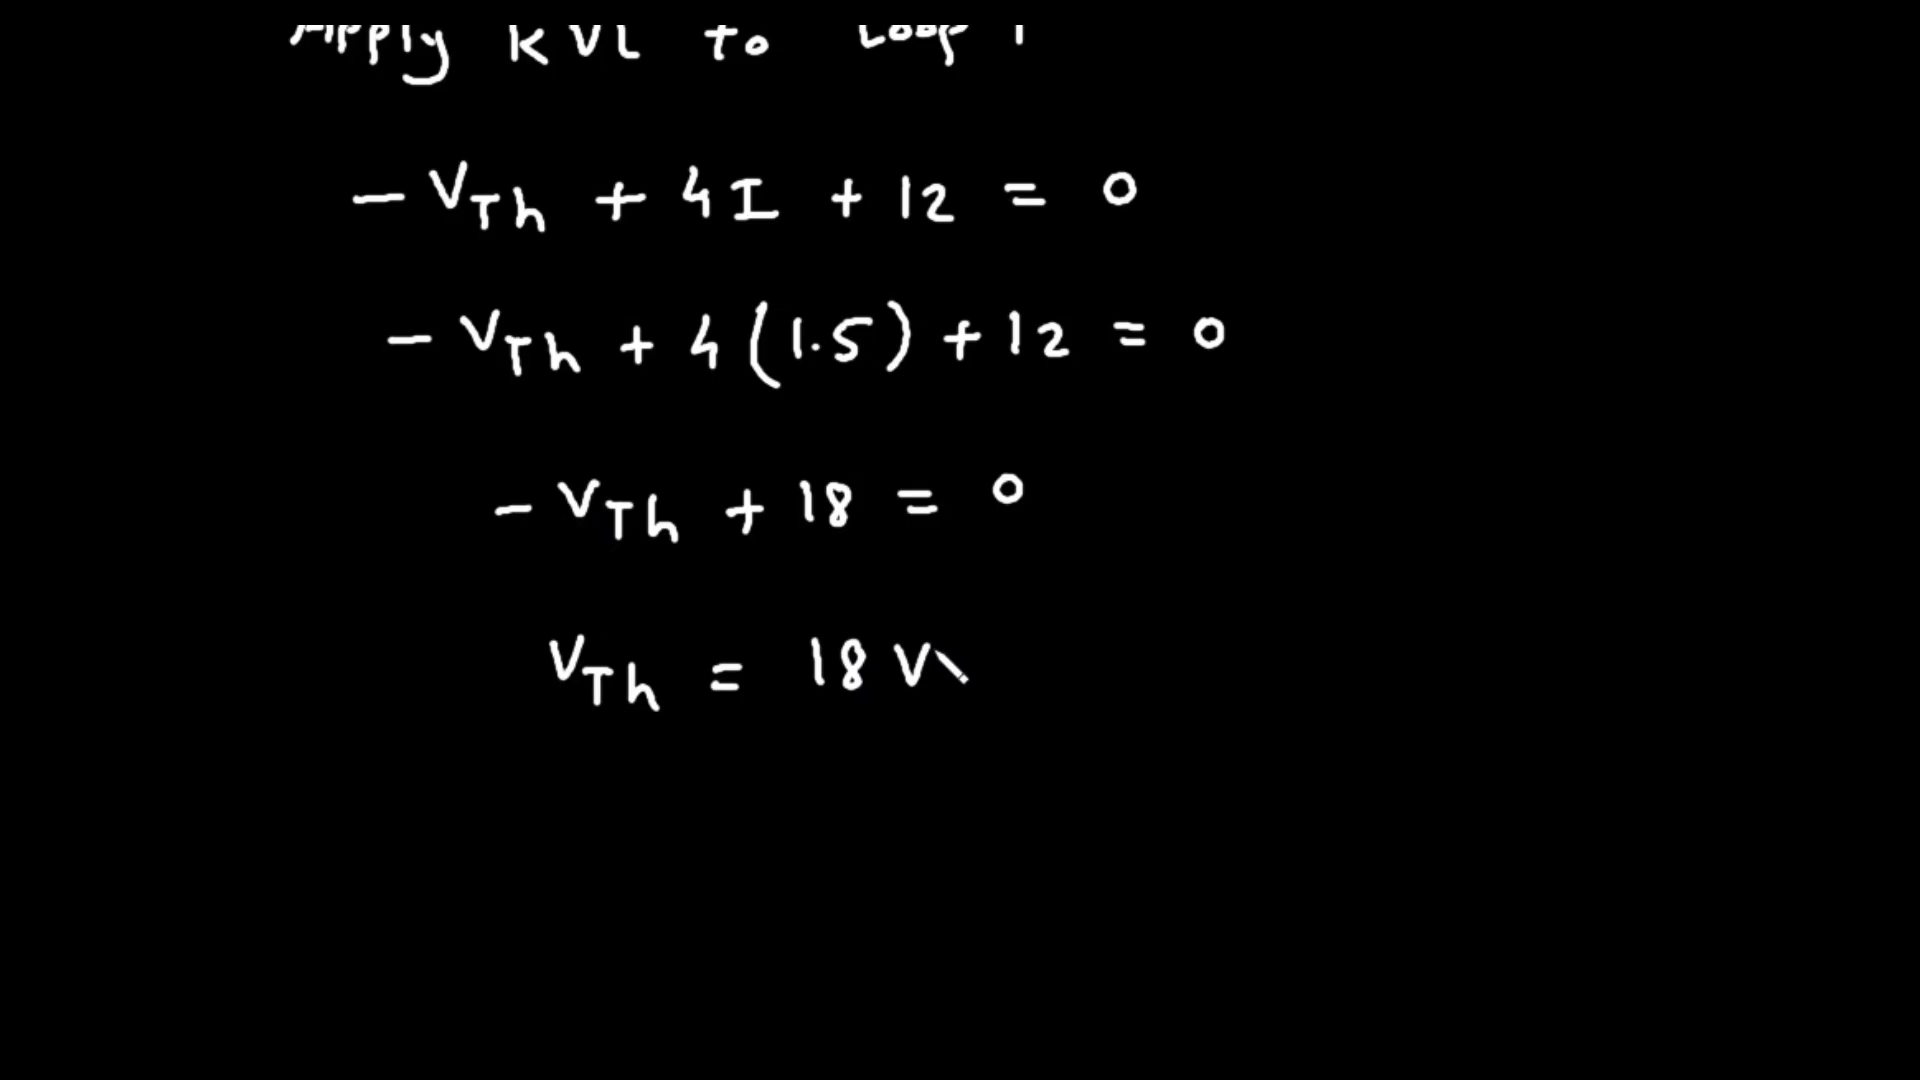 Apply KVL to Loop 1
- VTh + 4I + 12 = 0
- VTh + 4(1.5) + 12 = 0
- VTh + 18 = 0
VTh = 18 V